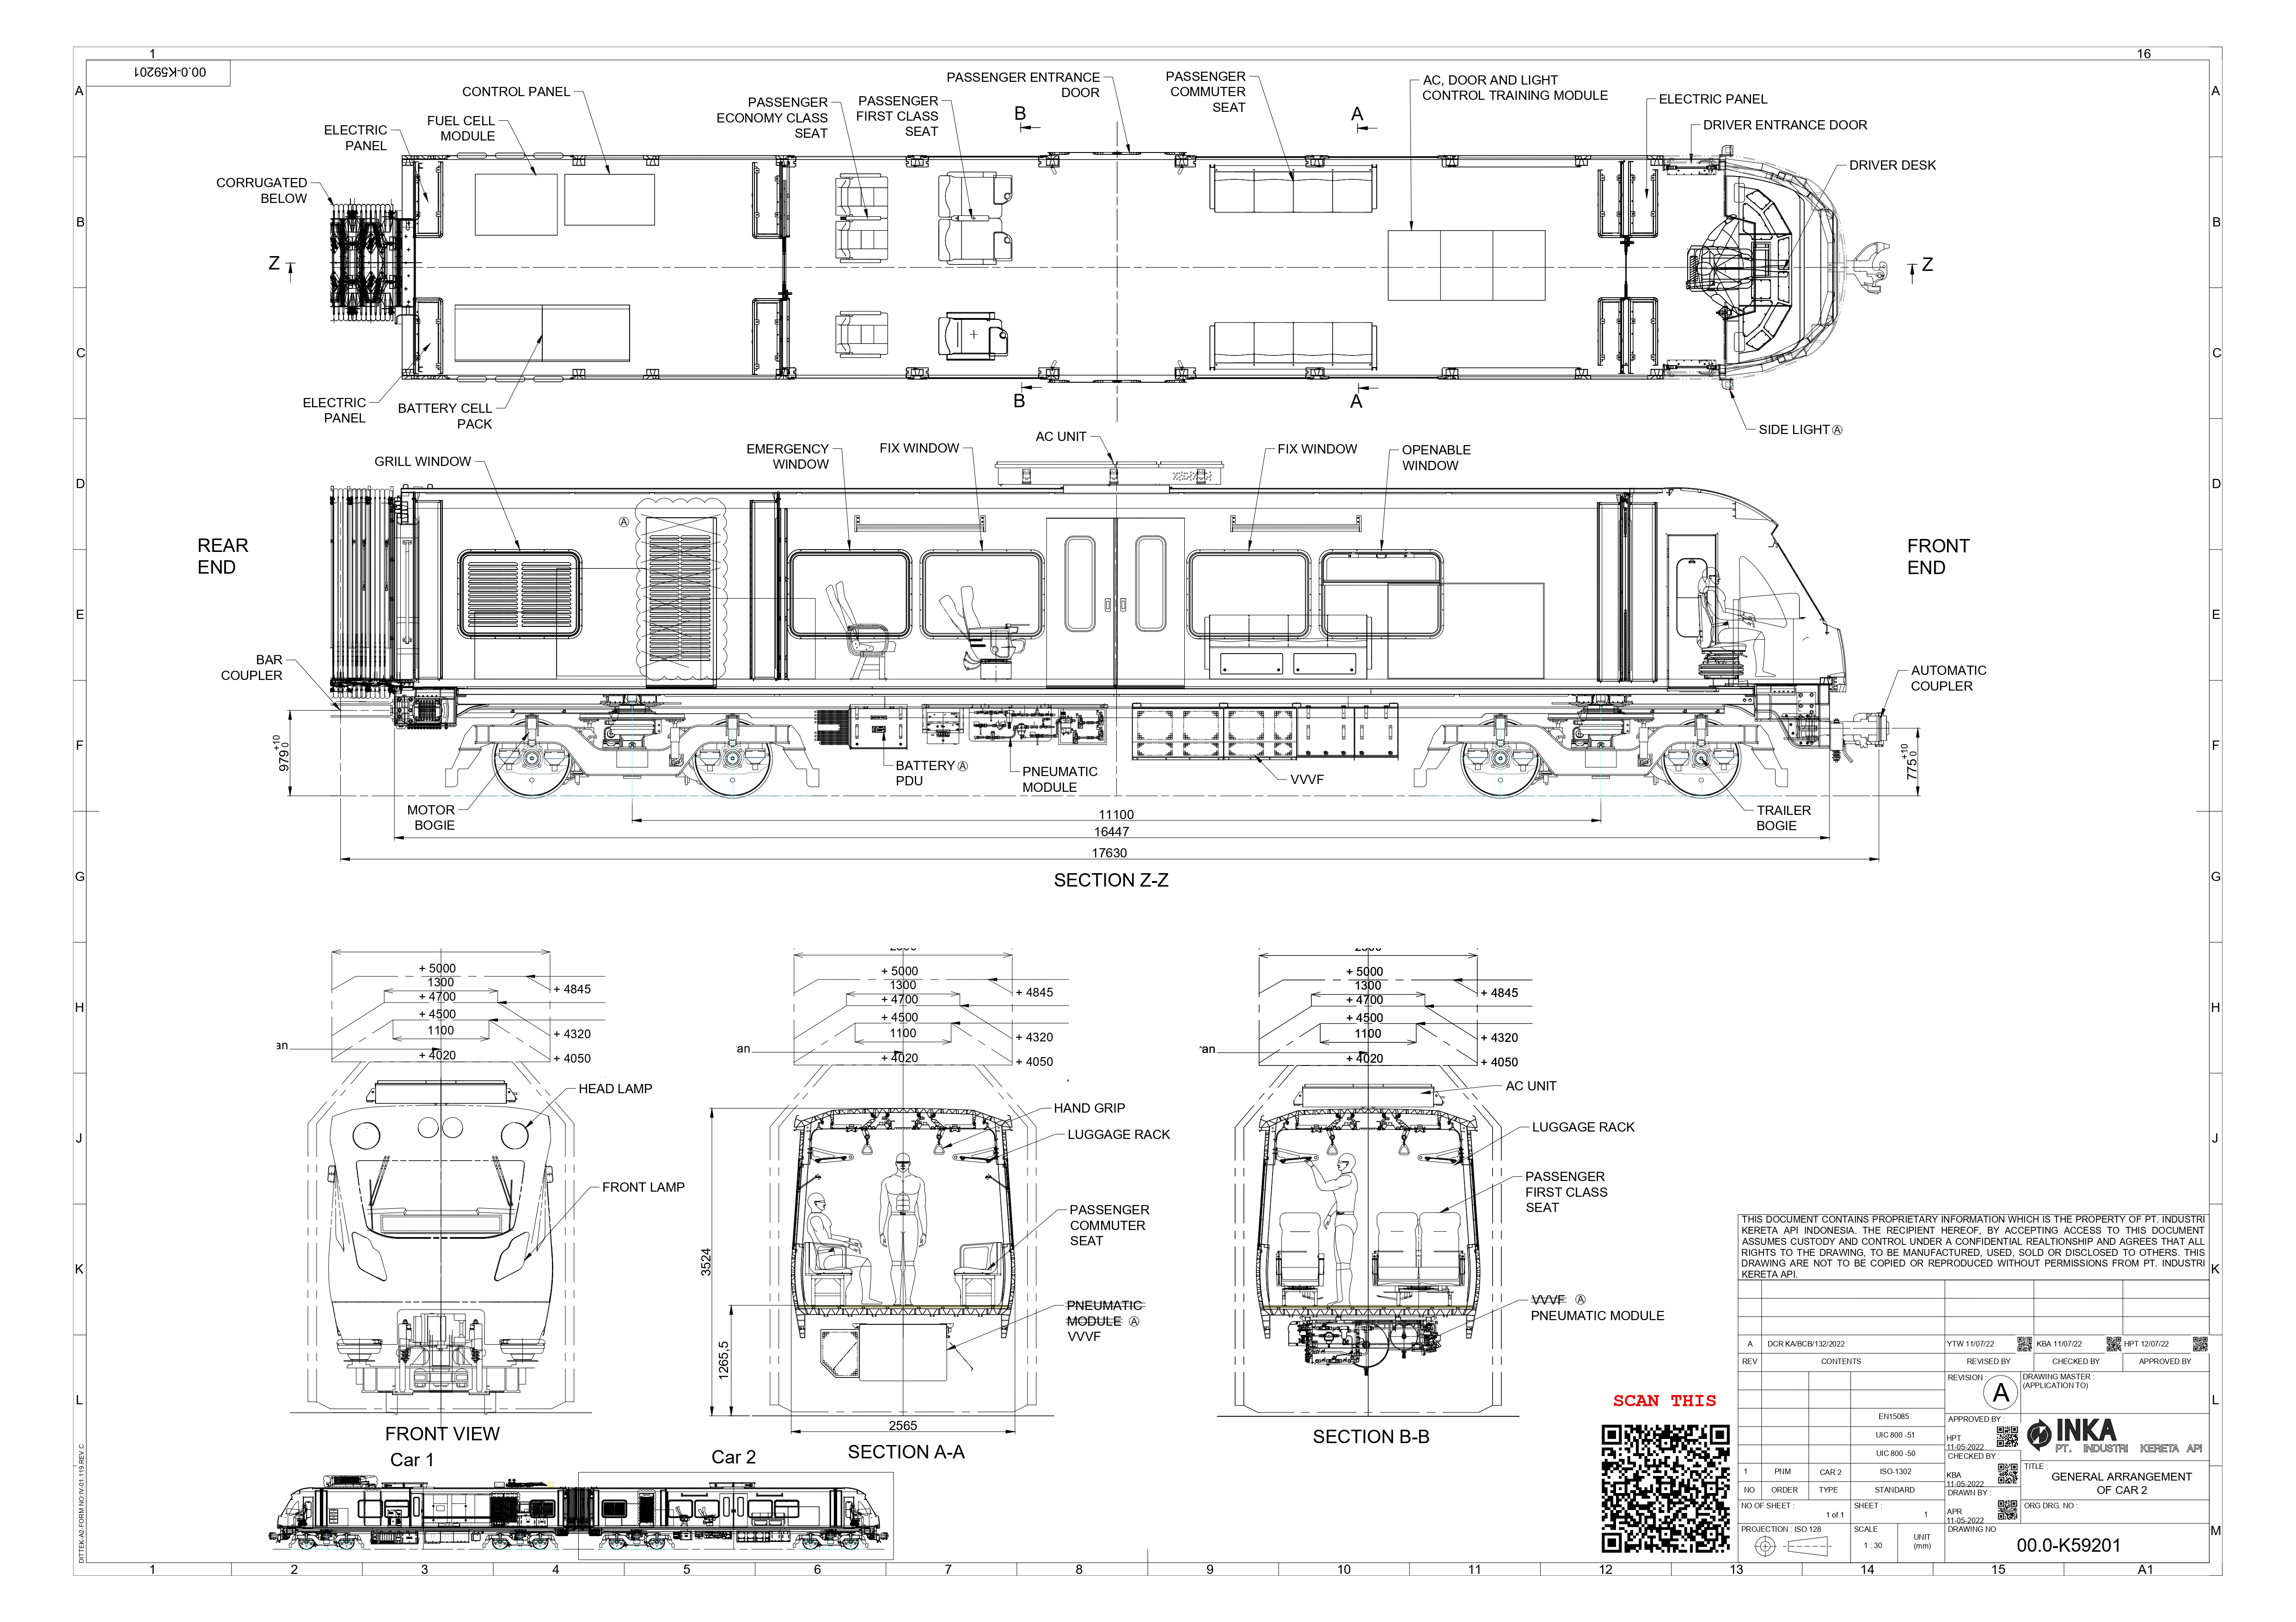 1
16
00.0-K59201
A
A
CONTROL PANEL
FUEL CELL
MODULE
ELECTRIC
PANEL
CORRUGATED
BELOW
PASSENGER
ECONOMY CLASS
SEAT
PASSENGER
FIRST CLASS
SEAT
PASSENGER ENTRANCE
DOOR
PASSENGER
COMMUTER
SEAT
AC, DOOR AND LIGHT
CONTROL TRAINING MODULE
ELECTRIC PANEL
DRIVER ENTRANCE DOOR
DRIVER DESK
B
A
B
B
Z
Z
C
C
ELECTRIC
PANEL
BATTERY CELL
PACK
B
A
SIDE LIGHT A
GRILL WINDOW
EMERGENCY
WINDOW
FIX WINDOW
AC UNIT
FIX WINDOW
OPENABLE
WINDOW
D
D
A
REAR
END
FRONT
END
E
E
BAR
COUPLER
AUTOMATIC
COUPLER
F
F
979 +10 0
775 +10 0
BATTERY A
PDU
PNEUMATIC
MODULE
VVVF
MOTOR
BOGIE
TRAILER
BOGIE
11100
16447
17630
G
G
SECTION Z-Z
H
H
+ 5000
1300
+ 4845
+ 4700
+ 4500
+ 4320
1100
an
+ 4020
+ 4050
HEAD LAMP
FRONT LAMP
FRONT VIEW
+ 5000
1300
+ 4845
+ 4700
+ 4500
+ 4320
1100
ran
+ 4020
+ 4050
HAND GRIP
LUGGAGE RACK
PASSENGER
COMMUTER
SEAT
PNEUMATIC
MODULE A
VVVF
3524
1265,5
2565
SECTION A-A
+ 5000
1300
+ 4845
+ 4700
+ 4500
+ 4320
1100
ran
+ 4020
+ 4050
AC UNIT
LUGGAGE RACK
PASSENGER
FIRST CLASS
SEAT
VVVF A
PNEUMATIC MODULE
SECTION B-B
J
J
K
K
L
L
M
Car 1
Car 2
SCAN THIS
THIS DOCUMENT CONTAINS PROPRIETARY INFORMATION WHICH IS THE PROPERTY OF PT. INDUSTRI
KERETA API INDONESIA. THE RECIPIENT HEREOF, BY ACCEPTING ACCESS TO THIS DOCUMENT
ASSUMES CUSTODY AND CONTROL UNDER A CONFIDENTIAL REALTIONSHIP AND AGREES THAT ALL
RIGHTS TO THE DRAWING, TO BE MANUFACTURED, USED, SOLD OR DISCLOSED TO OTHERS. THIS
DRAWING ARE NOT TO BE COPIED OR REPRODUCED WITHOUT PERMISSIONS FROM PT. INDUSTRI
KERETA API.
A DCR KA/BCB/132/2022 YTW 11/07/22 KBA 11/07/22 HPT 12/07/22
REV CONTENTS REVISED BY CHECKED BY APPROVED BY
REVISION : A
DRAWING MASTER :
(APPLICATION TO)
EN15085
UIC 800 -51
UIC 800 -50
1 PNM CAR 2 ISO-1302
NO ORDER TYPE STANDARD
APPROVED BY :
HPT
11-05-2022
CHECKED BY :
KBA
11-05-2022
DRAWN BY :
APR
11-05-2022
INKA
PT. INDUSTRI KERETA API
TITLE :
GENERAL ARRANGEMENT
OF CAR 2
NO OF SHEET :
1 of 1
SHEET :
1
ORG DRG. NO :
PROJECTION : ISO 128
SCALE
1 : 30
UNIT
(mm)
DRAWING NO
00.0-K59201
DITTEK-A2-FORM NO.IV-01.119.REV.C
1 2 3 4 5 6 7 8 9 10 11 12 13 14 15 A1